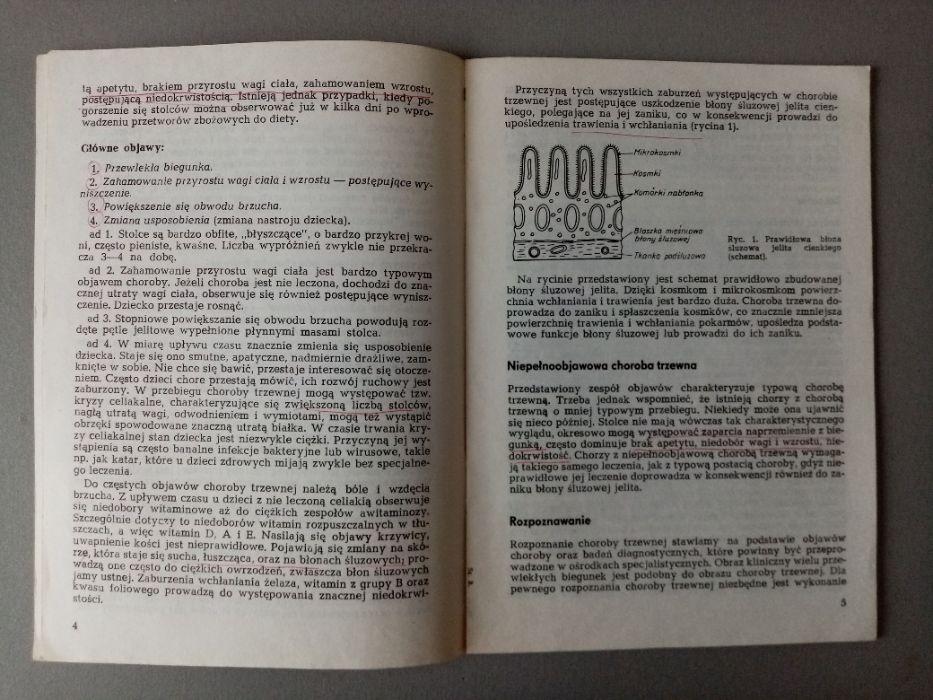 tą apetytu, brakiem przyrostu wagi ciała, zahamowaniem wzrostu,
postępującą niedokrwistością. Istnieją jednak przypadki, kiedy po-
gorszenie się stolców można obserwować już w kilka dni po wpro-
wadzeniu przetworów zbożowych do diety.
Główne objawy:
1. Przewlekła biegunka.
2. Zahamowanie przyrostu wagi ciała i wzrostu — postępujące wy-
niszczenie.
3. Powiększenie się obwodu brzucha.
4. Zmiana usposobienia (zmiana nastroju dziecka).
ad 1. Stolce są bardzo obfite, „błyszczące", o bardzo przykrej wo-
ni, często pieniste, kwaśne. Liczba wypróżnień zwykle nie przekra-
cza 3—4 na dobę.
ad 2. Zahamowanie przyrostu wagi ciała jest bardzo typowym
objawem choroby. Jeżeli choroba jest nie leczona, dochodzi do zna-
cznej utraty wagi ciała, obserwuje się również postępujące wynisz-
czenie. Dziecko przestaje rosnąć.
ad 3. Stopniowe powiększanie się obwodu brzucha powodują roz-
dęte pętle jelitowe wypełnione płynnymi masami stolca.
ad 4. W miarę upływu czasu znacznie zmienia się usposobienie
dziecka. Staje się ono smutne, apatyczne, nadmiernie drażliwe, zam-
knięte w sobie. Nie chce się bawić, przestaje interesować się otocze-
niem. Często dzieci chore przestają mówić, ich rozwój ruchowy jest
zaburzony. W przebiegu choroby trzewnej mogą występować tzw.
kryzy celiakalne, charakteryzujące się zwiększoną liczbą stolców,
nagłą utratą wagi, odwodnieniem i wymiotami, mogą też wystąpić
obrzęki spowodowane znaczną utratą białka. W czasie trwania kry-
zy celiakalnej stan dziecka jest niezwykle ciężki. Przyczyną jej wy-
stąpienia są często banalne infekcje bakteryjne lub wirusowe, takie
np. jak katar, które u dzieci zdrowych mijają zwykle bez specjalne-
go leczenia.
Do częstych objawów choroby trzewnej należą bóle i wzdęcia
brzucha. Z upływem czasu u dzieci z nie leczoną celiakią obserwuje
się niedobory witaminowe aż do ciężkich zespołów awitaminozy.
Szczególnie dotyczy to niedoborów witamin rozpuszczalnych w tłu-
szczach, a więc witamin D, A i E. Nasilają się objawy krzywicy,
uwapnienie kości jest nieprawidłowe. Pojawiają się zmiany na skó-
rze, która staje się sucha, łuszcząca, oraz na błonach śluzowych; pro-
wadzą one często do ciężkich owrzodzeń, zwłaszcza błon śluzowych
jamy ustnej. Zaburzenia wchłaniania żelaza, witamin z grupy B oraz
kwasu foliowego prowadzą do występowania znacznej niedokrwi-
stości.
4
Przyczyną tych wszystkich zaburzeń występujących w chorobie
trzewnej jest postępujące uszkodzenie błony śluzowej jelita cien-
kiego, polegające na jej zaniku, co w konsekwencji prowadzi do
upośledzenia trawienia i wchłaniania (rycina 1).
Mikrokosmki
Kosmki
Komórki nabłonka
Blaszka mięśniowa
błony śluzowej
Tkanka podśluzowa
Ryc. 1. Prawidłowa błona
śluzowa jelita cienkiego
(schemat).
Na rycinie przedstawiony jest schemat prawidłowo zbudowanej
błony śluzowej jelita. Dzięki kosmkom i mikrokosmkom powierz-
chnia wchłaniania i trawienia jest bardzo duża. Choroba trzewna do-
prowadza do zaniku i spłaszczenia kosmków, co znacznie zmniejsza
powierzchnię trawienia i wchłaniania pokarmów, upośledza podsta-
wowe funkcje błony śluzowej lub prowadzi do ich zaniku.
Niepełnoobjawowa choroba trzewna
Przedstawiony zespół objawów charakteryzuje typową chorobę
trzewną. Trzeba jednak wspomnieć, że istnieją chorzy z chorobą
trzewną o mniej typowym przebiegu. Niekiedy może ona ujawnić
się nieco później. Stolce nie mają wówczas tak charakterystycznego
wyglądu, okresowo mogą występować zaparcia naprzemiennie z bie-
gunką, często brak apetytu, niedobór wagi i wzrostu, nie-
dokrwistość. Chorzy z niepełnoobjawową chorobą trzewną wymaga-
ją takiego samego leczenia, jak z typową postacią choroby, gdyż nie-
prawidłowe jej leczenie doprowadza w konsekwencji również do za-
niku błony śluzowej jelita.
Rozpoznawanie
Rozpoznanie choroby trzewnej stawiamy na podstawie objawów
choroby oraz badań diagnostycznych, które powinny być przepro-
wadzone w ośrodkach specjalistycznych. Obraz kliniczny wielu prze-
wlekłych biegunek jest podobny do obrazu choroby trzewnej. Dla
pewnego rozpoznania choroby trzewnej niezbędne jest wykonanie
5